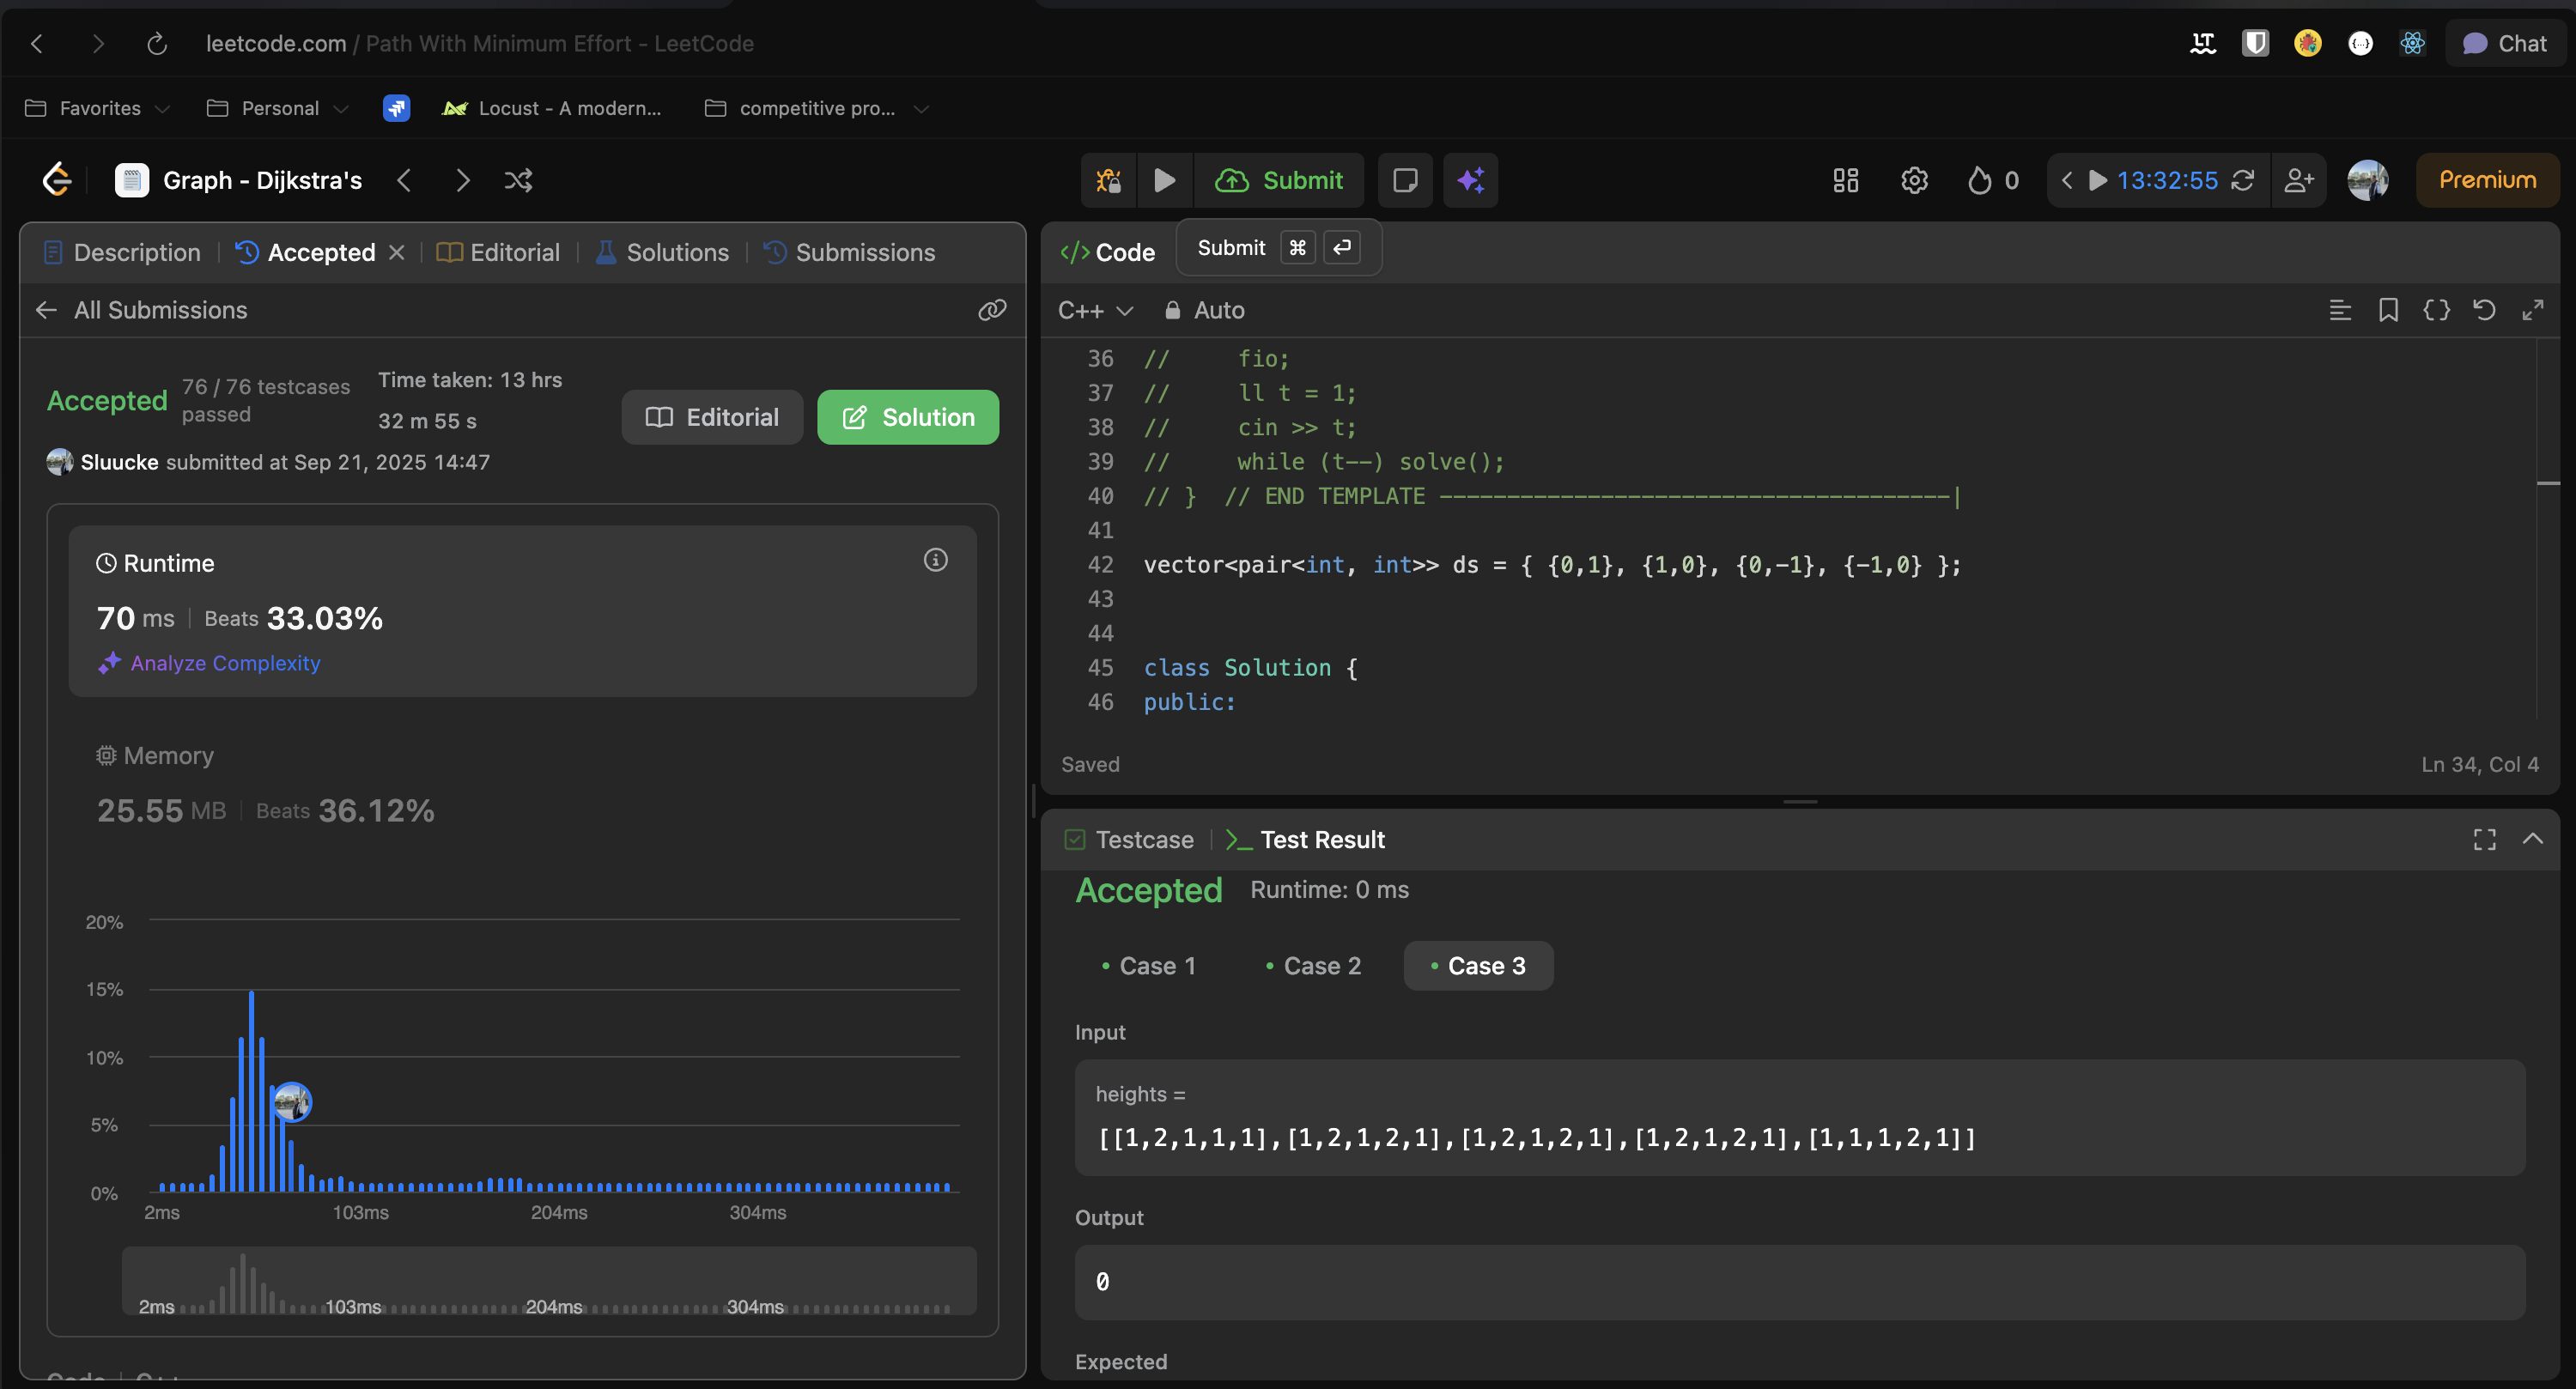 leetcode.com / Path With Minimum Effort - LeetCode
Chat
Favorites
Personal
Locust - A modern...
competitive pro...
Graph - Dijkstra's
Submit
0
13:32:55
Premium
Description
Accepted
Editorial
Solutions
Submissions
All Submissions
Accepted
76 / 76 testcases passed
Time taken: 13 hrs
32 m 55 s
Editorial
Solution
Sluucke submitted at Sep 21, 2025 14:47
Runtime
70 ms | Beats 33.03%
Analyze Complexity
Memory
25.55 MB | Beats 36.12%
20%
15%
10%
5%
0%
2ms 103ms 204ms 304ms
2ms 103ms 204ms 304ms
Code | C++
</> Code
Submit ⌘ ↵
C++
Auto
36 //     fio;
37 //     ll t = 1;
38 //     cin >> t;
39 //     while (t--) solve();
40 // }  // END TEMPLATE --------------------------------------|
41
42 vector<pair<int, int>> ds = { {0,1}, {1,0}, {0,-1}, {-1,0} };
43
44
45 class Solution {
46 public:
Saved
Ln 34, Col 4
Testcase
Test Result
Accepted
Runtime: 0 ms
• Case 1
• Case 2
• Case 3
Input
heights =
[[1,2,1,1,1],[1,2,1,2,1],[1,2,1,2,1],[1,2,1,2,1],[1,1,1,2,1]]
Output
0
Expected